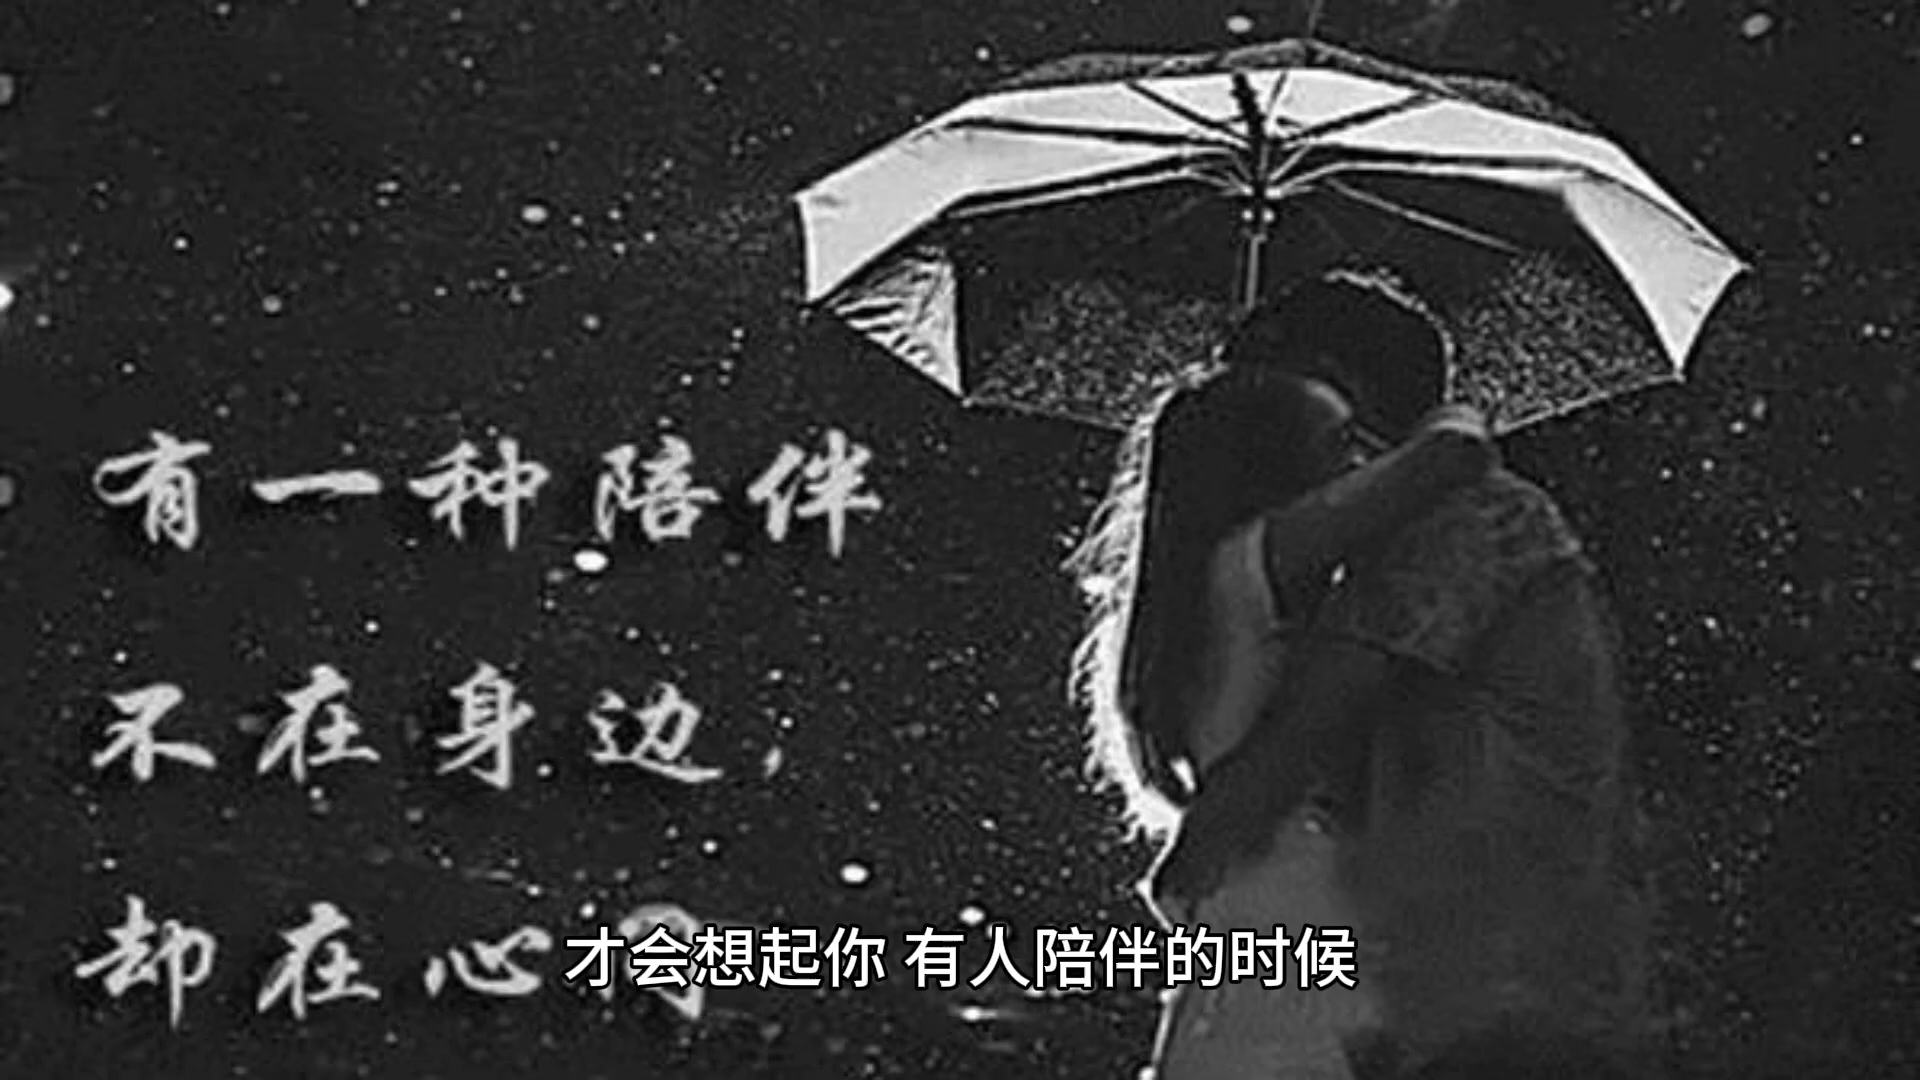 有一种陪伴
不在身边，
却在心
才会想起你 有人陪伴的时候